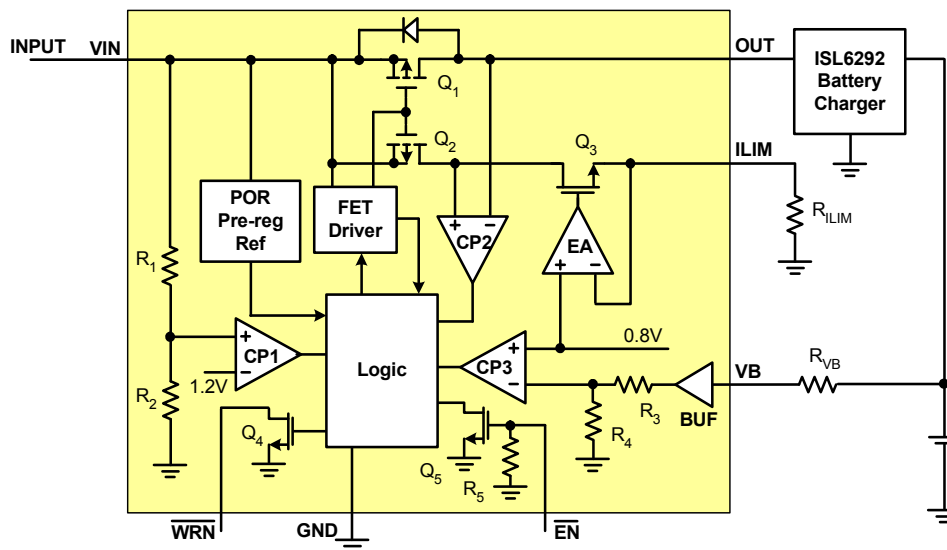 INPUT
VIN
OUT
ISL6292
Battery
Charger
Q1
Q2
Q3
ILIM
RILIM
POR
Pre-reg
Ref
FET
Driver
+ −
CP2
EA
+ −
R1
+
CP1
−
1.2V
R2
Logic
0.8V
+
CP3
−
VB
RVB
R3
BUF
R4
Q4
Q5
R5
WRN
GND
EN